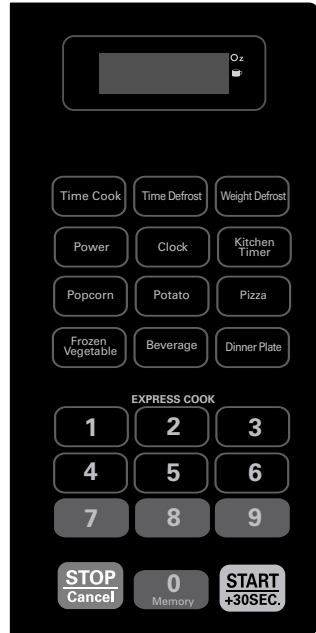 Oz
Time Cook Time Defrost Weight Defrost
Power Clock Kitchen
Timer
Popcorn Potato Pizza
Frozen
Vegetable Beverage Dinner Plate
EXPRESS COOK
1 2 3
4 5 6
7 8 9
STOP
Cancel
0
Memory
START
+30SEC.